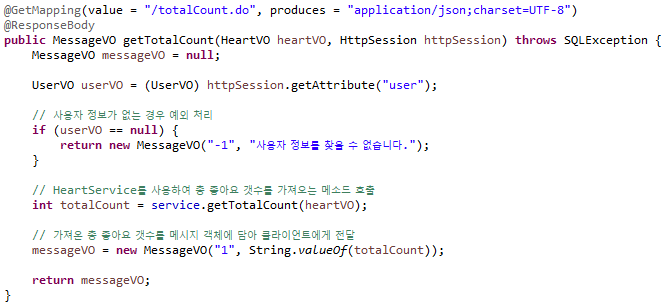 @GetMapping(value = "/totalCount.do", produces = "application/json;charset=UTF-8")
@ResponseBody
public MessageVO getTotalCount(HeartVO heartVO, HttpSession httpSession) throws SQLException {
    MessageVO messageVO = null;

    UserVO userVO = (UserVO) httpSession.getAttribute("user");

    // 사용자 정보가 없는 경우 예외 처리
    if (userVO == null) {
        return new MessageVO("-1", "사용자 정보를 찾을 수 없습니다.");
    }

    // HeartService를 사용하여 총 좋아요 갯수를 가져오는 메소드 호출
    int totalCount = service.getTotalCount(heartVO);

    // 가져온 총 좋아요 갯수를 메시지 객체에 담아 클라이언트에게 전달
    messageVO = new MessageVO("1", String.valueOf(totalCount));

    return messageVO;
}